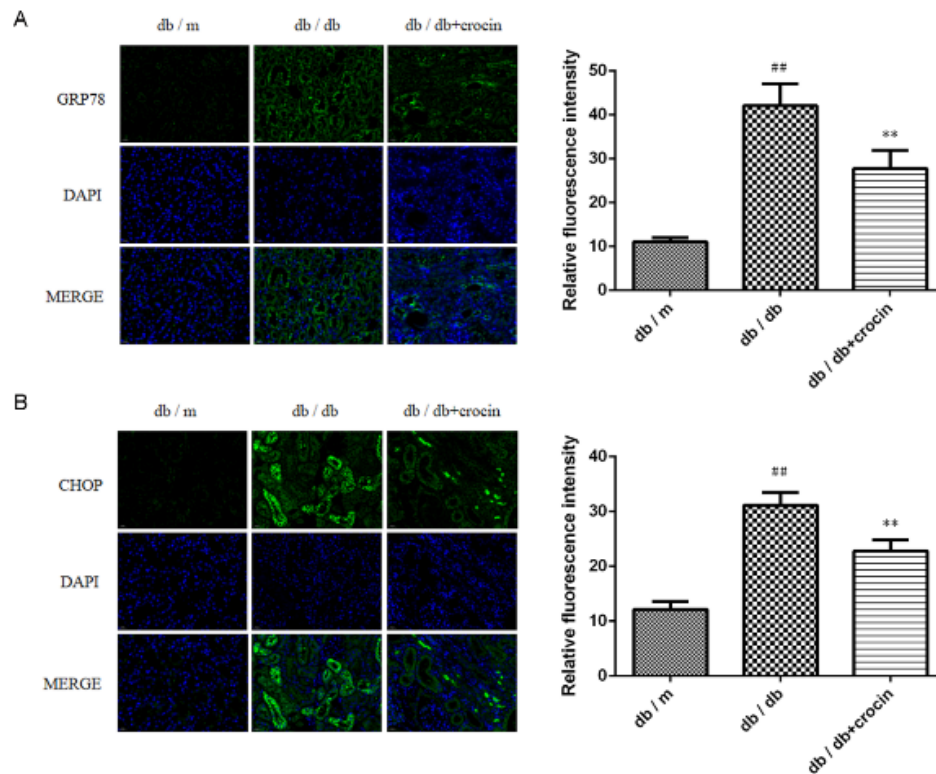 A
db / m
db / db
db / db+crocin
GRP78
DAPI
MERGE
Relative fluorescence intensity
50
40
30
20
10
0
##
**
db / m
db / db
db / db+crocin
B
db / m
db / db
db / db+crocin
CHOP
DAPI
MERGE
Relative fluorescence intensity
40
30
20
10
0
##
**
db / m
db / db
db / db+crocin